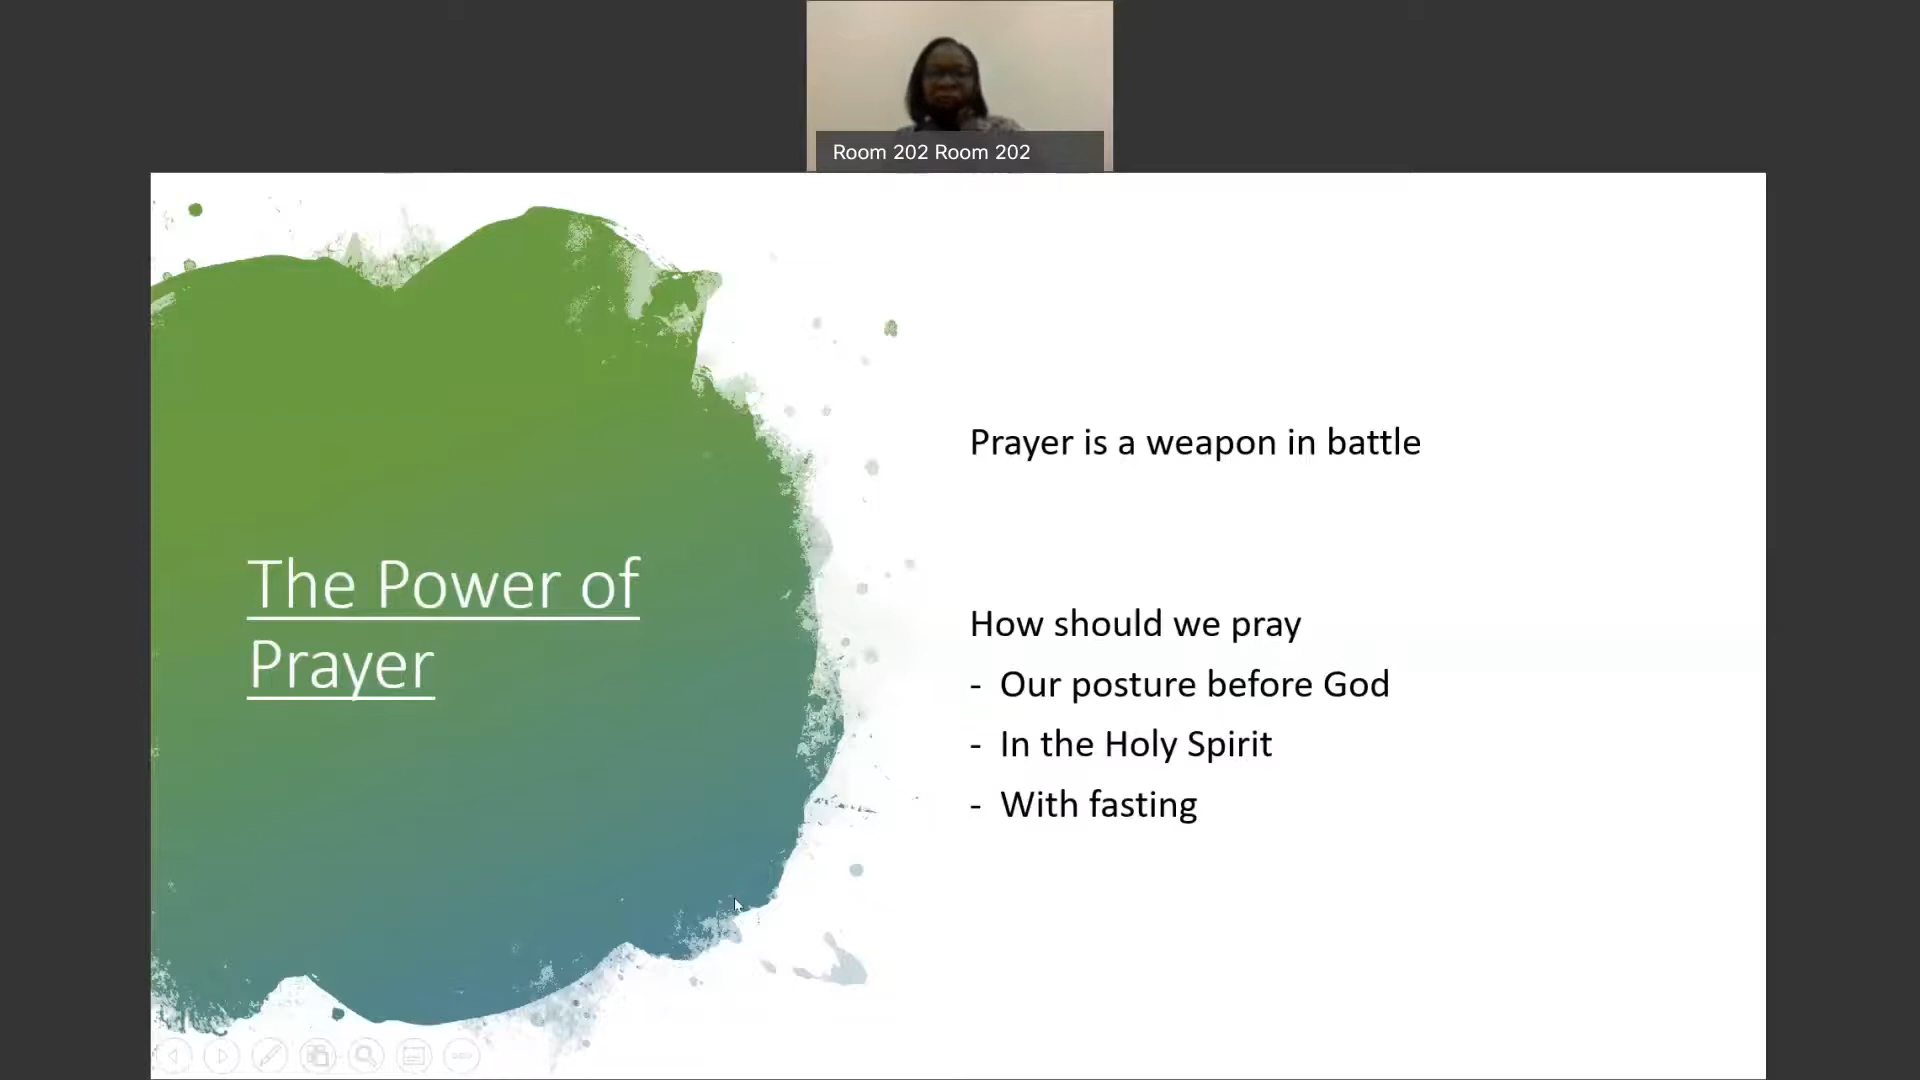 Room 202 Room 202
The Power of
Prayer
Prayer is a weapon in battle
How should we pray
- Our posture before God
- In the Holy Spirit
- With fasting